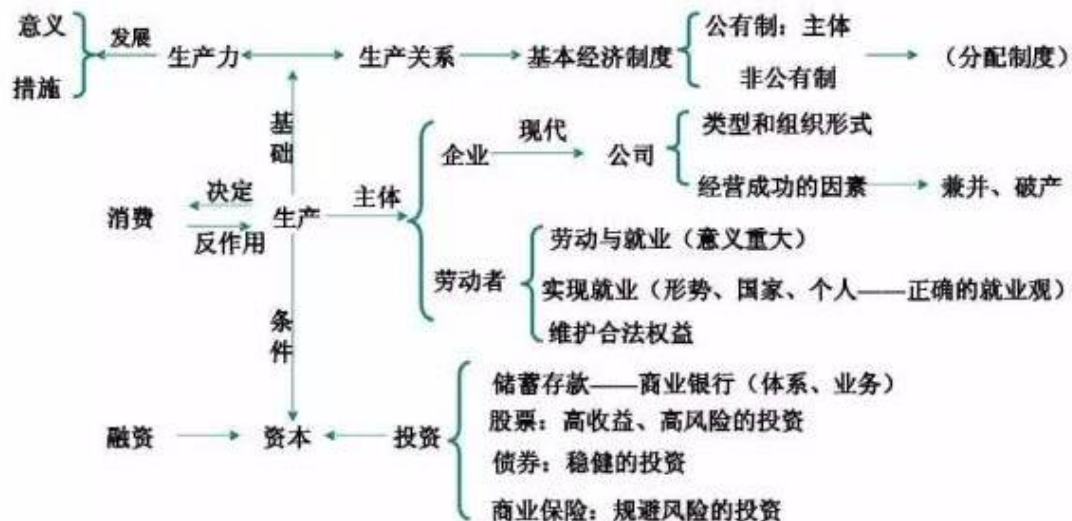 意义
措施
发展
生产力
生产关系
基本经济制度
公有制：主体
非公有制
（分配制度）
基础
消费
决定
反作用
生产
主体
企业
现代
公司
类型和组织形式
经营成功的因素
兼并、破产
劳动者
劳动与就业（意义重大）
实现就业（形势、国家、个人——正确的就业观）
维护合法权益
条件
融资
资本
投资
储蓄存款——商业银行（体系、业务）
股票：高收益、高风险的投资
债券：稳健的投资
商业保险：规避风险的投资